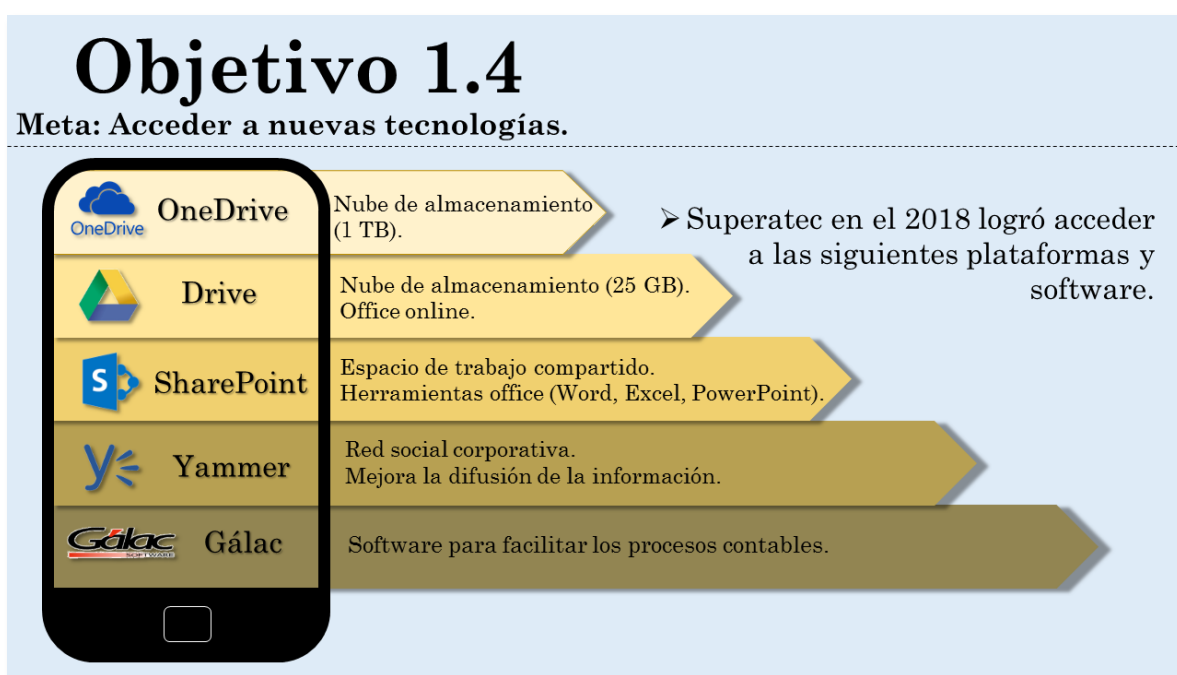 Objetivo 1.4
Meta: Acceder a nuevas tecnologías.
OneDrive
OneDrive
Nube de almacenamiento
(1 TB).
➢ Superatec en el 2018 logró acceder
a las siguientes plataformas y
software.
Drive
Nube de almacenamiento (25 GB).
Office online.
S
SharePoint
Espacio de trabajo compartido.
Herramientas office (Word, Excel, PowerPoint).
Yammer
Red social corporativa.
Mejora la difusión de la información.
Gálac
SOFTWARE
Gálac
Software para facilitar los procesos contables.